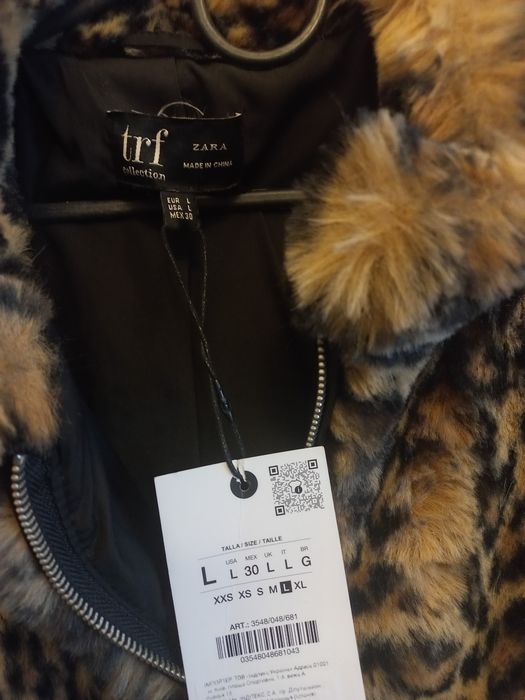 trf
collection
ZARA
MADE IN CHINA
EUR L
USA L
MEX 30
TALLA / SIZE / TAILLE
USA MEX UK IT BR
L L 30 L L G
XXS XS S M L XL
ART.: 3548/048/681
03548048681043